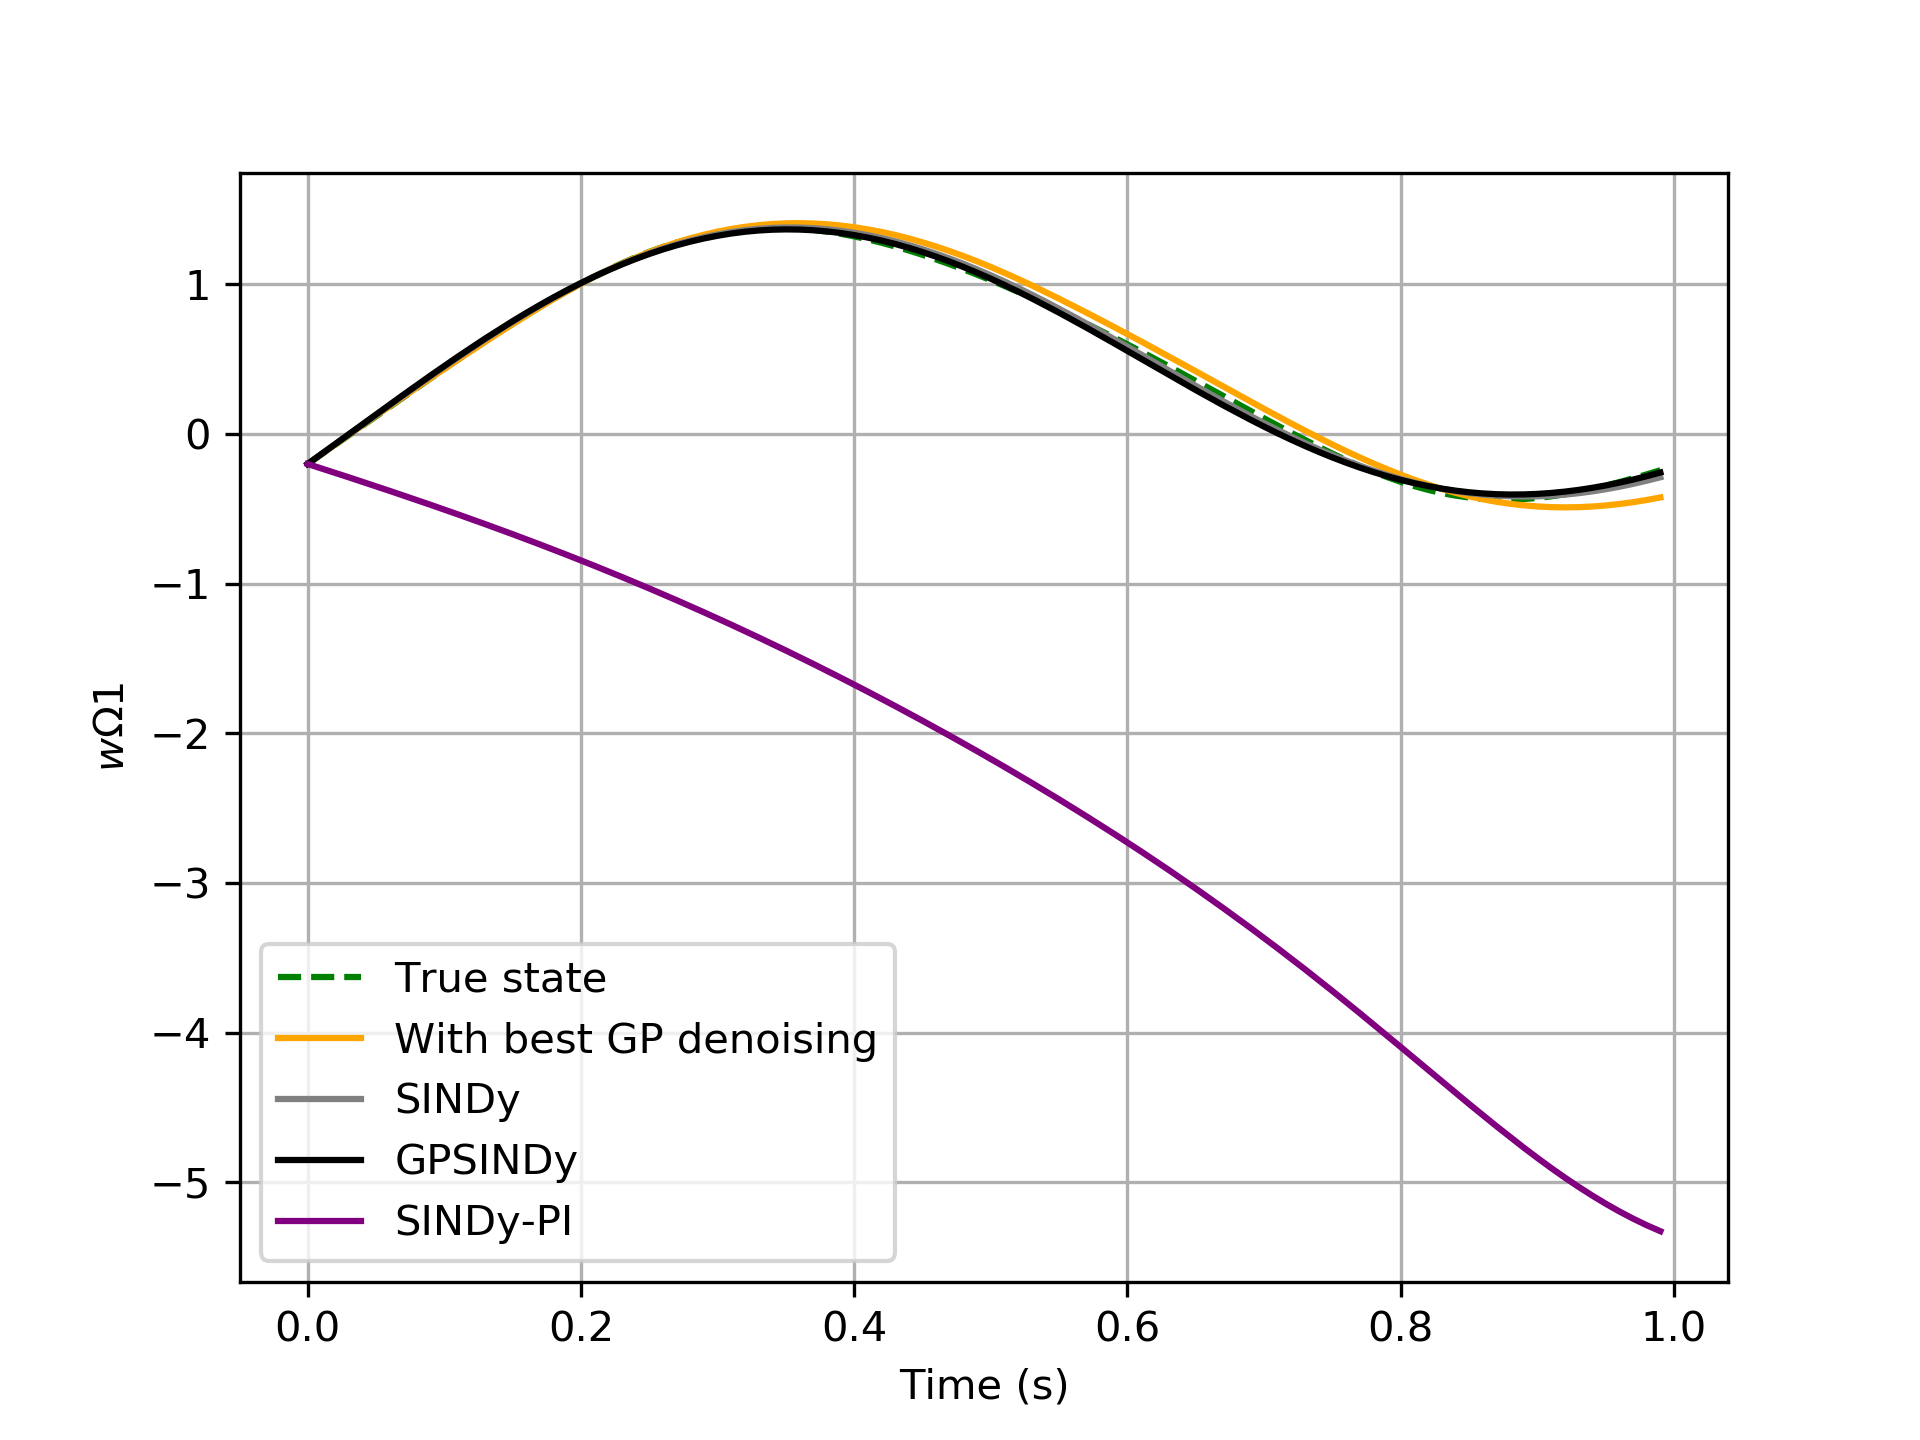 1
0
−1
−2
−3
−4
−5
wΩ1
True state
With best GP denoising
SINDy
GPSINDy
SINDy-PI
0.0 0.2 0.4 0.6 0.8 1.0
Time (s)